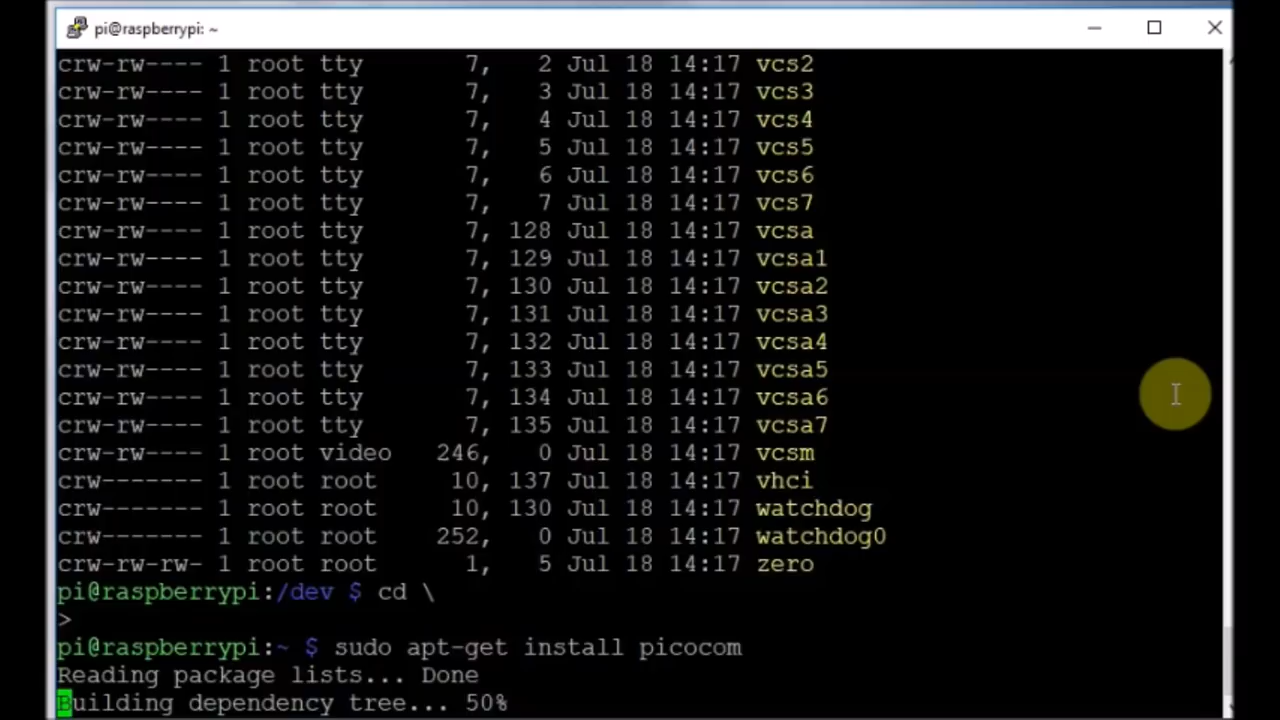 pi@raspberrypi: ~
crw-rw---- 1 root tty 7, 2 Jul 18 14:17 vcs2
crw-rw---- 1 root tty 7, 3 Jul 18 14:17 vcs3
crw-rw---- 1 root tty 7, 4 Jul 18 14:17 vcs4
crw-rw---- 1 root tty 7, 5 Jul 18 14:17 vcs5
crw-rw---- 1 root tty 7, 6 Jul 18 14:17 vcs6
crw-rw---- 1 root tty 7, 7 Jul 18 14:17 vcs7
crw-rw---- 1 root tty 7, 128 Jul 18 14:17 vcsa
crw-rw---- 1 root tty 7, 129 Jul 18 14:17 vcsa1
crw-rw---- 1 root tty 7, 130 Jul 18 14:17 vcsa2
crw-rw---- 1 root tty 7, 131 Jul 18 14:17 vcsa3
crw-rw---- 1 root tty 7, 132 Jul 18 14:17 vcsa4
crw-rw---- 1 root tty 7, 133 Jul 18 14:17 vcsa5
crw-rw---- 1 root tty 7, 134 Jul 18 14:17 vcsa6
crw-rw---- 1 root tty 7, 135 Jul 18 14:17 vcsa7
crw-rw---- 1 root video 246, 0 Jul 18 14:17 vcsm
crw------- 1 root root 10, 137 Jul 18 14:17 vhci
crw------- 1 root root 10, 130 Jul 18 14:17 watchdog
crw------- 1 root root 252, 0 Jul 18 14:17 watchdog0
crw-rw-rw- 1 root root 1, 5 Jul 18 14:17 zero
pi@raspberrypi:/dev $ cd \
>
pi@raspberrypi:~ $ sudo apt-get install picocom
Reading package lists... Done
Building dependency tree... 50%